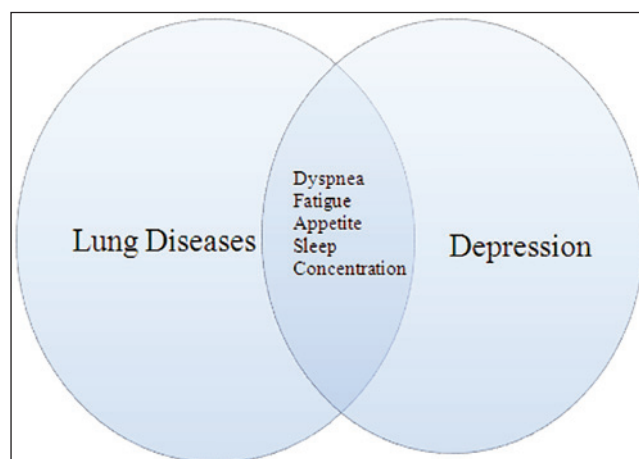 Lung Diseases
Dyspnea
Fatigue
Appetite
Sleep
Concentration
Depression